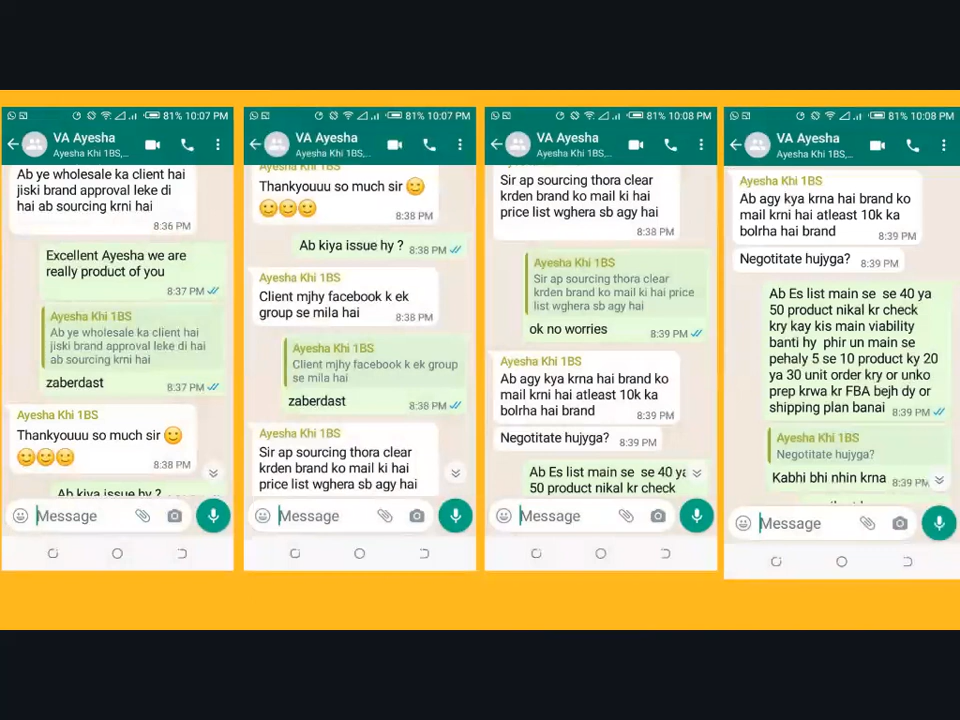 81% 10:07 PM
VA Ayesha
Ayesha Khi 1BS,...
Ab ye wholesale ka client hai
jiski brand approval leke di
hai ab sourcing krni hai
8:36 PM
Excellent Ayesha we are
really product of you
8:37 PM
Ayesha Khi 1BS
Ab ye wholesale ka client hai
jiski brand approval leke di
hai ab sourcing krni hai
zaberdast
8:37 PM
Ayesha Khi 1BS
Thankyouuu so much sir 🙂
🙂🙂🙂
8:38 PM
Ab kiya issue hy ?
Message
81% 10:07 PM
VA Ayesha
Ayesha Khi 1BS,...
Ayesha Khi 1BS
Thankyouuu so much sir 🙂
🙂🙂🙂
8:38 PM
Ab kiya issue hy ? 8:38 PM
Ayesha Khi 1BS
Client mjhy facebook k ek
group se mila hai
8:38 PM
Ayesha Khi 1BS
Client mjhy facebook k ek group
se mila hai
zaberdast
8:38 PM
Ayesha Khi 1BS
Sir ap sourcing thora clear
krden brand ko mail ki hai
price list wghera sb agy hai
Message
81% 10:08 PM
VA Ayesha
Ayesha Khi 1BS,...
Sir ap sourcing thora clear
krden brand ko mail ki hai
price list wghera sb agy hai
8:38 PM
Ayesha Khi 1BS
Sir ap sourcing thora clear
krden brand ko mail ki hai price
list wghera sb agy hai
ok no worries
8:39 PM
Ayesha Khi 1BS
Ab agy kya krna hai brand ko
mail krni hai atleast 10k ka
bolrha hai brand
8:39 PM
Negotitate hujyga? 8:39 PM
Ab Es list main se se 40 ya
50 product nikal kr check
Message
81% 10:08 PM
VA Ayesha
Ayesha Khi 1BS,...
Ayesha Khi 1BS
Ab agy kya krna hai brand ko
mail krni hai atleast 10k ka
bolrha hai brand
8:39 PM
Negotitate hujyga? 8:39 PM
Ab Es list main se se 40 ya
50 product nikal kr check
kry kay kis main viability
banti hy phir un main se
pehaly 5 se 10 product ky 20
ya 30 unit order kry or unko
prep krwa kr FBA bejh dy or
shipping plan banai 8:39 PM
Ayesha Khi 1BS
Negotitate hujyga?
Kabhi bhi nhin krna 8:39 PM
Message